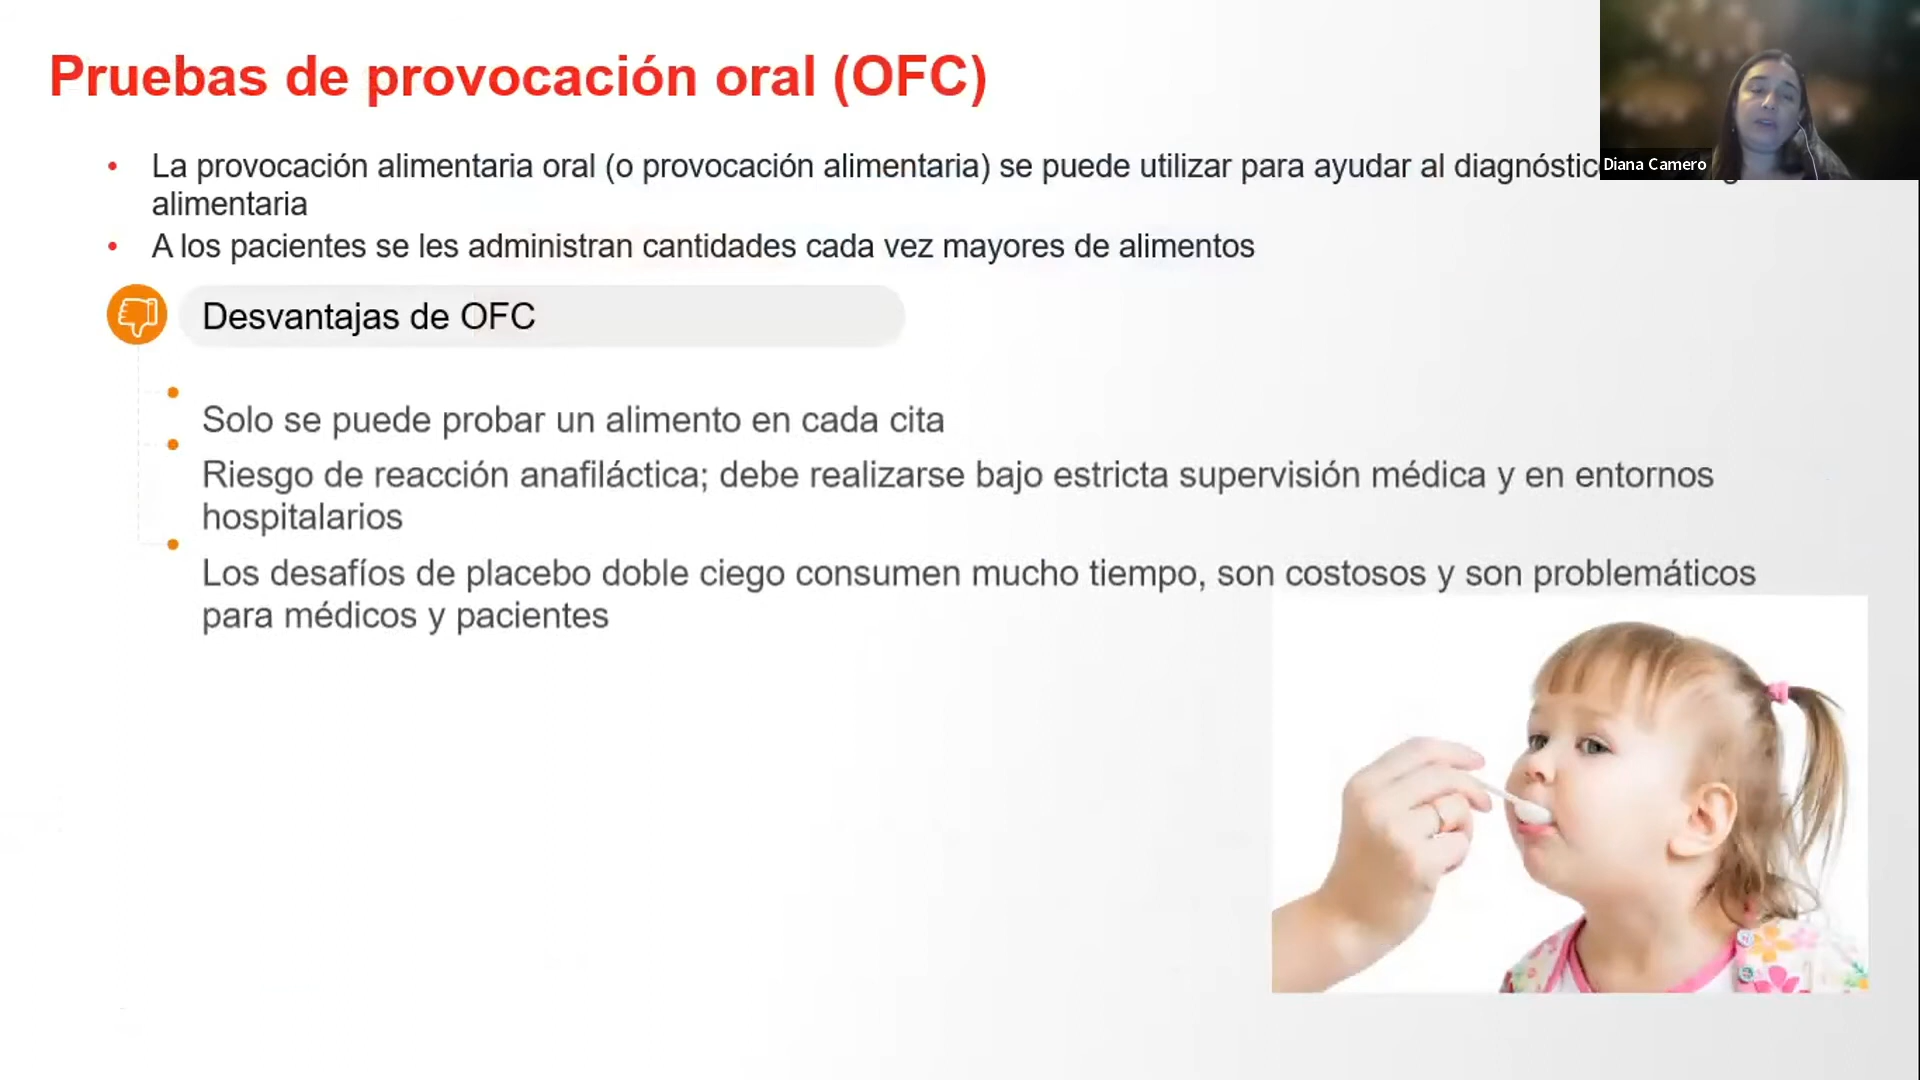 Pruebas de provocación oral (OFC)
Diana Camero
• La provocación alimentaria oral (o provocación alimentaria) se puede utilizar para ayudar al
alimentaria
• A los pacientes se les administran cantidades cada vez mayores de alimentos
Desvantajas de OFC
• Solo se puede probar un alimento en cada cita
• Riesgo de reacción anafiláctica; debe realizarse bajo estricta supervisión médica y en entornos
hospitalarios
• Los desafíos de placebo doble ciego consumen mucho tiempo, son costosos y son problemáticos
para médicos y pacientes